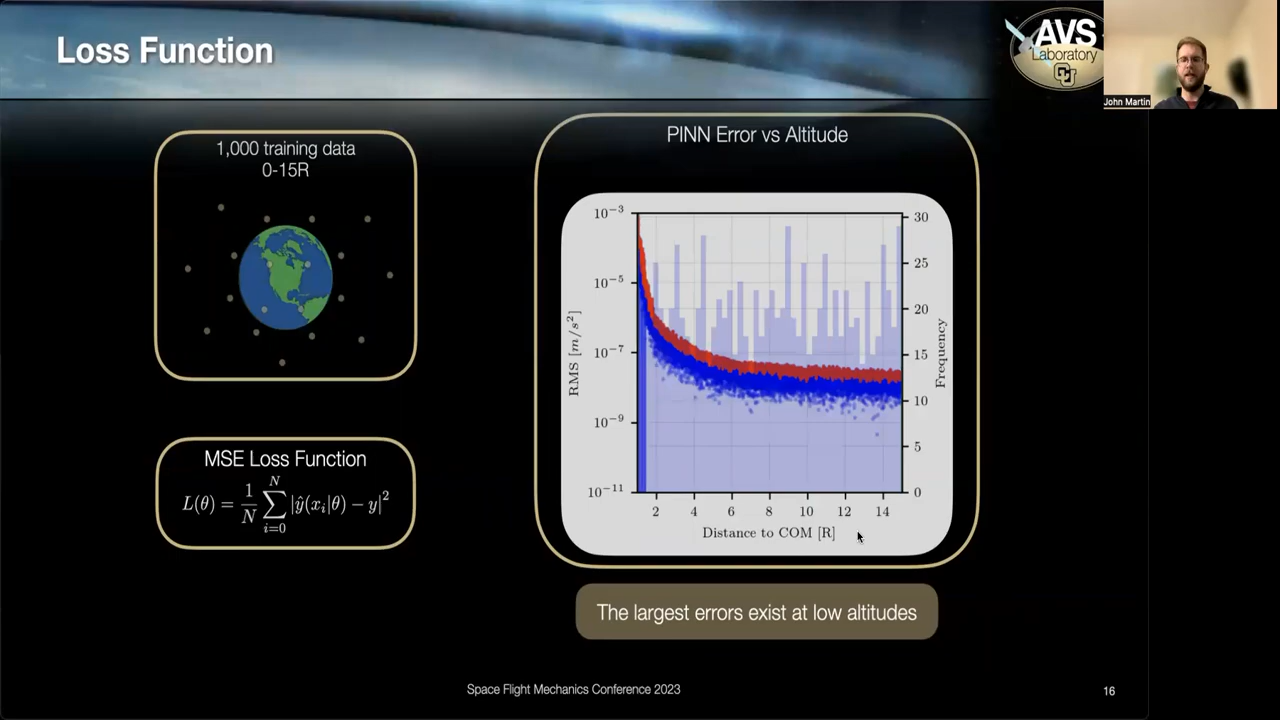 Loss Function
AVS
Laboratory
CU
John Martin
1,000 training data
0-15R
MSE Loss Function
L(θ) = \frac{1}{N} \sum_{i=0}^{N} |ŷ(x_i|θ) − y|^2
PINN Error vs Altitude
10^{-3}
10^{-5}
10^{-7}
10^{-9}
10^{-11}
RMS [m/s^2]
30
25
20
15
10
5
0
Frequency
2 4 6 8 10 12 14
Distance to COM [R]
The largest errors exist at low altitudes
Space Flight Mechanics Conference 2023
16